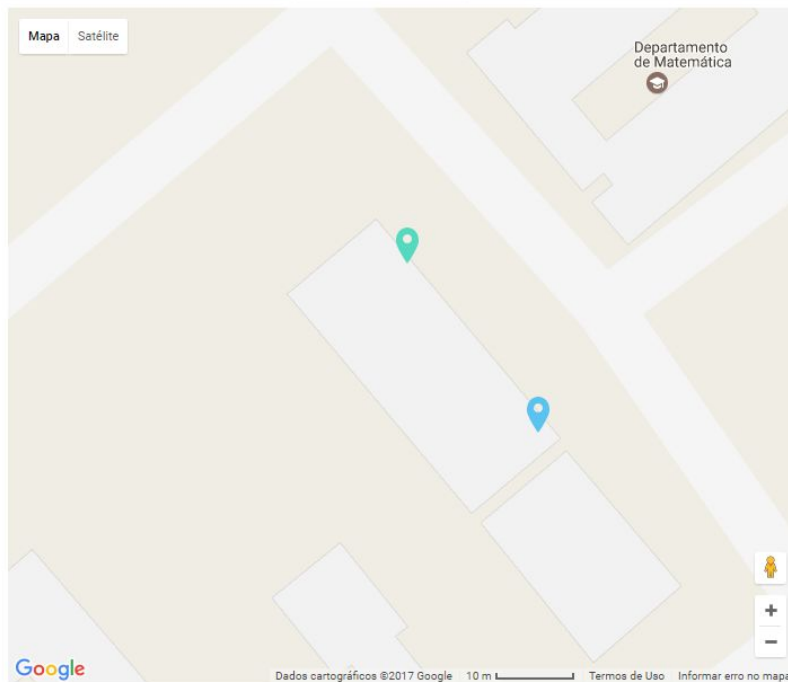 Mapa Satélite
Departamento
de Matemática
Google
Dados cartográficos ©2017 Google 10 m Termos de Uso Informar erro no mapa